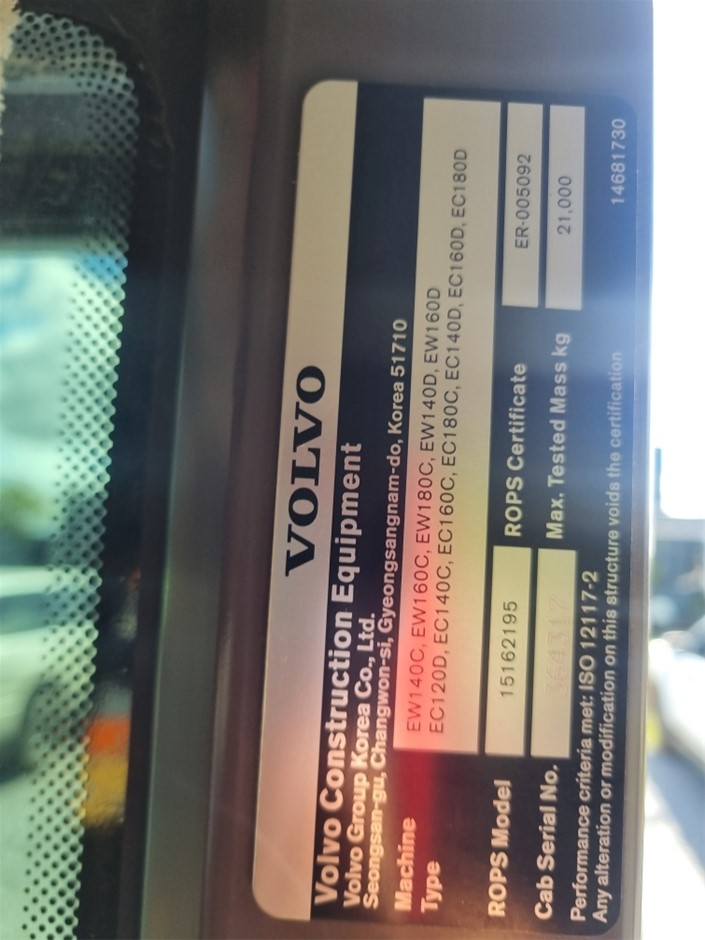 VOLVO
Volvo Construction Equipment
Volvo Group Korea Co., Ltd.
Seongsan-gu, Changwon-si, Gyeongsangnam-do, Korea 51710
Machine Type EW140C, EW160C, EW180C, EW140D, EW160D
EC120D, EC140C, EC160C, EC180C, EC140D, EC160D, EC180D
ROPS Model 15162195 ROPS Certificate ER-005092
Cab Serial No. Max. Tested Mass kg 21,000
Performance criteria met: ISO 12117-2
Any alteration or modification on this structure voids the certification 14681730